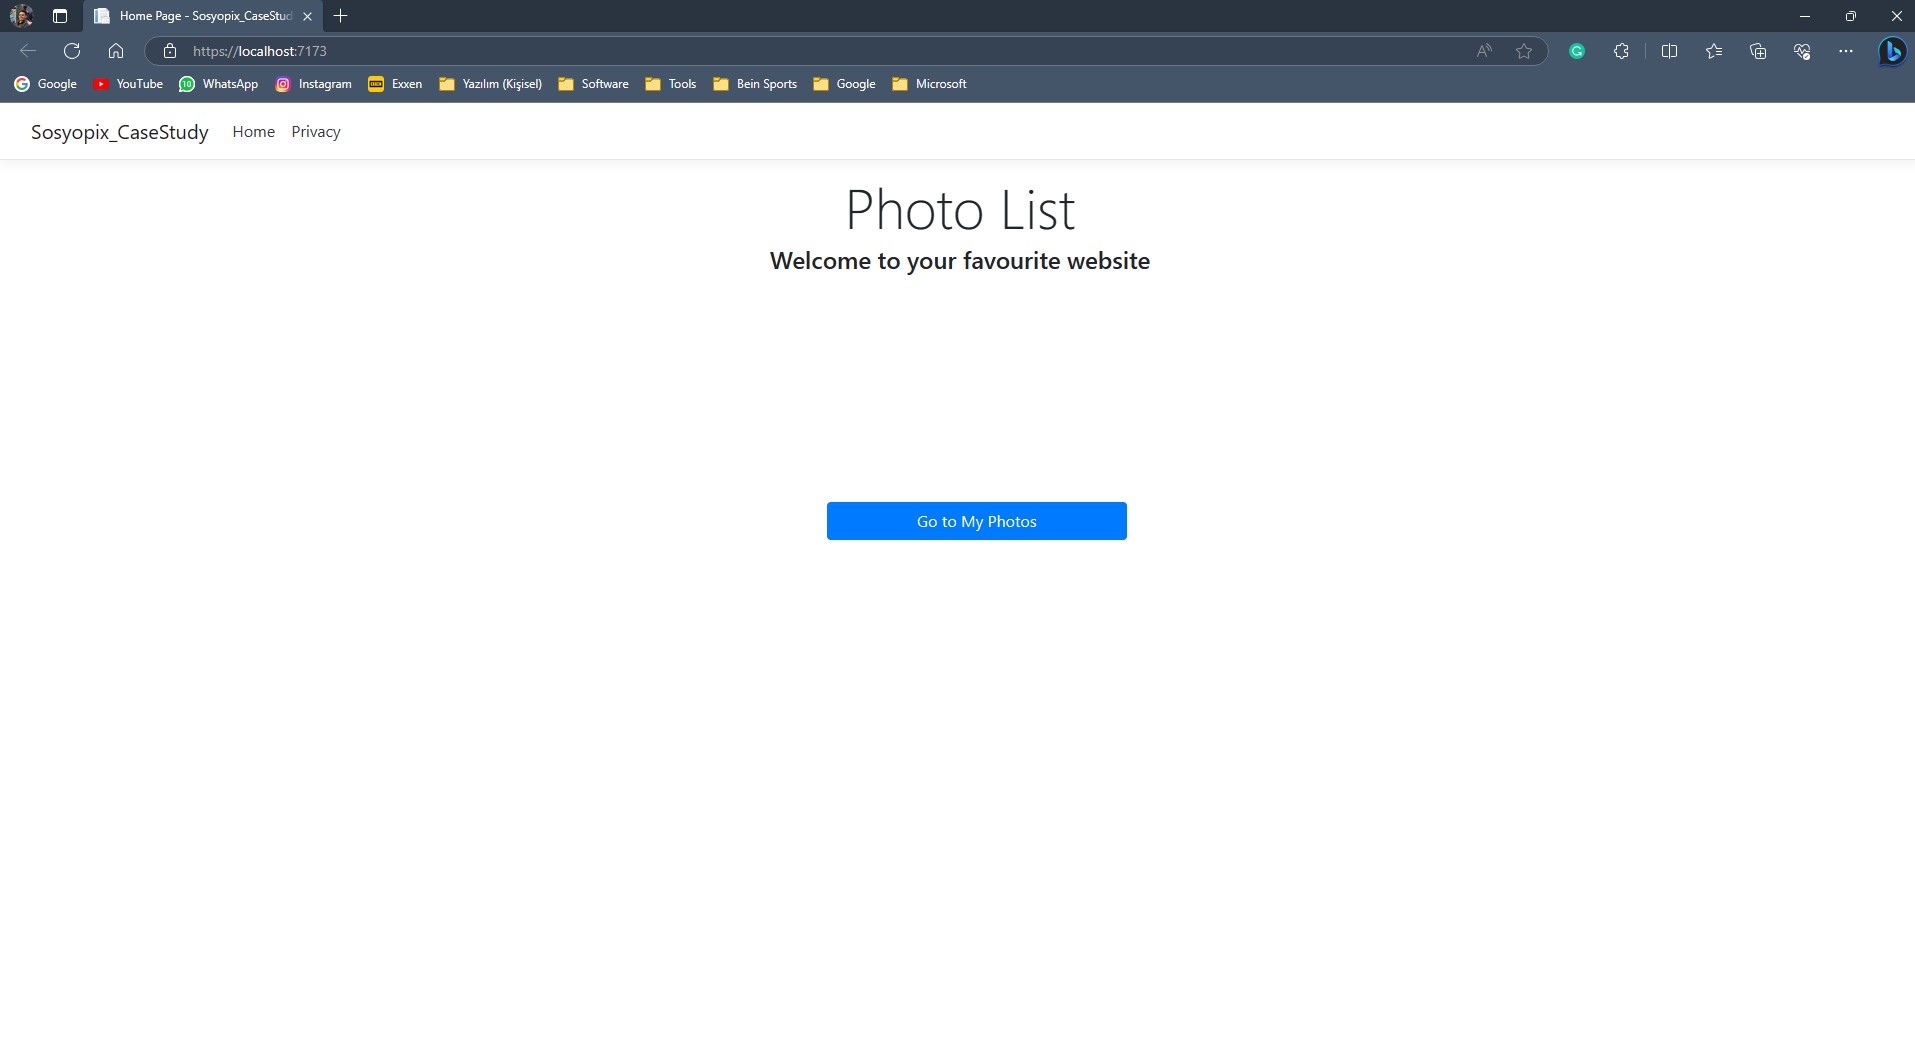 Home Page - Sosyopix_CaseStud
https://localhost:7173
Google YouTube WhatsApp Instagram Exxen Yazılım (Kişisel) Software Tools Bein Sports Google Microsoft
Sosyopix_CaseStudy Home Privacy
Photo List
Welcome to your favourite website
Go to My Photos